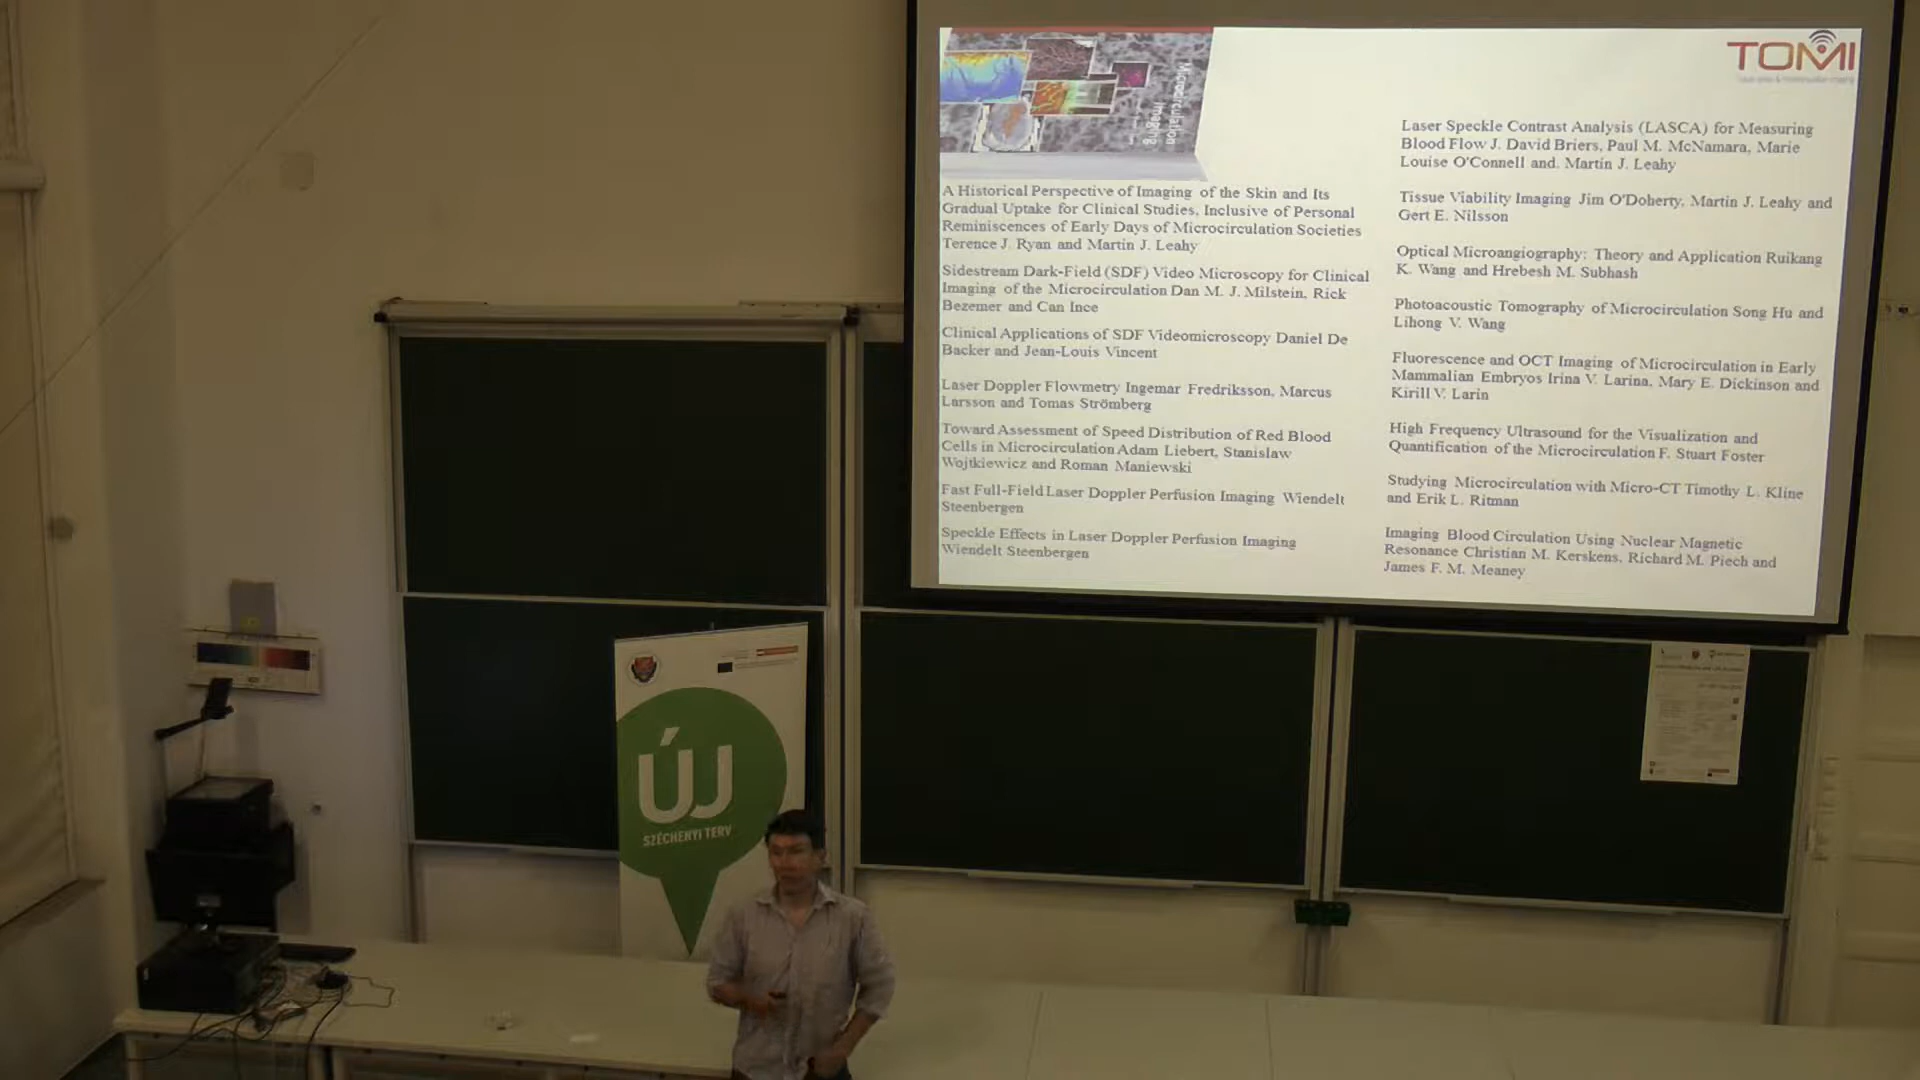 Microcirculation
Imaging
TOMI
A Historical Perspective of Imaging of the Skin and Its
Gradual Uptake for Clinical Studies, Inclusive of Personal
Reminiscences of Early Days of Microcirculation Societies
Terence J. Ryan and Martin J. Leahy
Sidestream Dark-Field (SDF) Video Microscopy for Clinical
Imaging of the Microcirculation Dan M. J. Milstein, Rick
Bezemer and Can Ince
Clinical Applications of SDF Videomicroscopy Daniel De
Backer and Jean-Louis Vincent
Laser Doppler Flowmetry Ingemar Fredriksson, Marcus
Larsson and Tomas Strömberg
Toward Assessment of Speed Distribution of Red Blood
Cells in Microcirculation Adam Liebert, Stanislaw
Wojtkiewicz and Roman Maniewski
Fast Full-Field Laser Doppler Perfusion Imaging Wiendelt
Steenbergen
Speckle Effects in Laser Doppler Perfusion Imaging
Wiendelt Steenbergen
Laser Speckle Contrast Analysis (LASCA) for Measuring
Blood Flow J. David Briers, Paul M. McNamara, Marie
Louise O'Connell and. Martin J. Leahy
Tissue Viability Imaging Jim O'Doherty, Martin J. Leahy and
Gert E. Nilsson
Optical Microangiography: Theory and Application Ruikang
K. Wang and Hrebesh M. Subhash
Photoacoustic Tomography of Microcirculation Song Hu and
Lihong V. Wang
Fluorescence and OCT Imaging of Microcirculation in Early
Mammalian Embryos Irina V. Larina, Mary E. Dickinson and
Kirill V. Larin
High Frequency Ultrasound for the Visualization and
Quantification of the Microcirculation F. Stuart Foster
Studying Microcirculation with Micro-CT Timothy L. Kline
and Erik L. Ritman
Imaging Blood Circulation Using Nuclear Magnetic
Resonance Christian M. Kerskens, Richard M. Piech and
James F. M. Meaney
ÚJ
SZÉCHENYI TERV